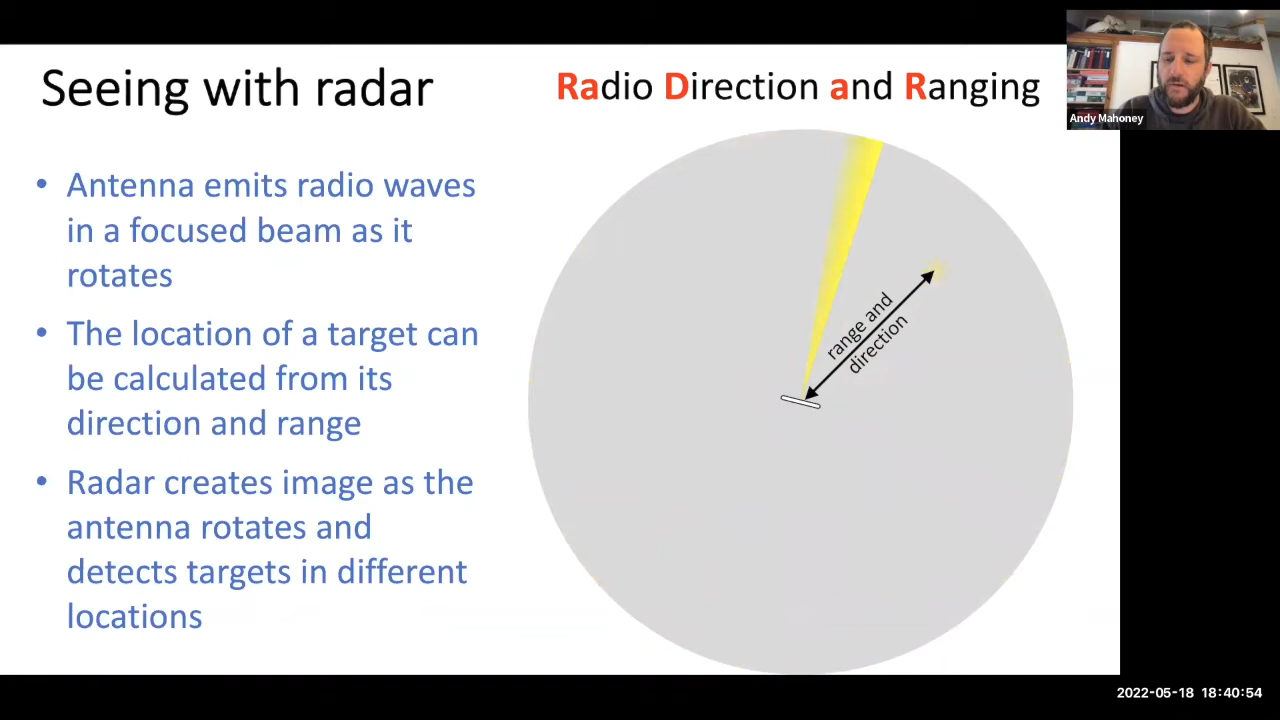 Seeing with radar
Radio Direction and Ranging
Andy Mahoney
• Antenna emits radio waves
in a focused beam as it
rotates
• The location of a target can
be calculated from its
direction and range
• Radar creates image as the
antenna rotates and
detects targets in different
locations
range and
direction
2022-05-18 18:40:54